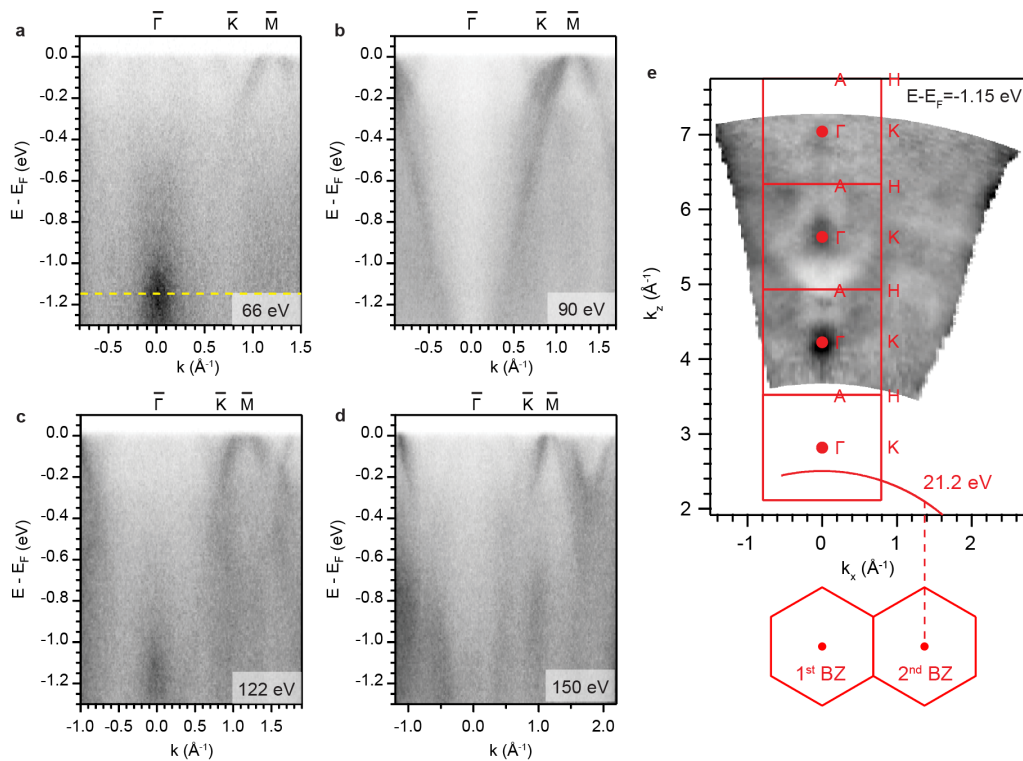 a
Γ̅ K̅ M̅
0.0
-0.2
-0.4
-0.6
-0.8
-1.0
-1.2
E - E_F (eV)
66 eV
-0.5 0.0 0.5 1.0 1.5
k (Å⁻¹)
b
Γ̅ K̅ M̅
0.0
-0.2
-0.4
-0.6
-0.8
-1.0
-1.2
E - E_F (eV)
90 eV
-0.5 0.0 0.5 1.0 1.5
k (Å⁻¹)
c
Γ̅ K̅ M̅
0.0
-0.2
-0.4
-0.6
-0.8
-1.0
-1.2
E - E_F (eV)
122 eV
-1.0 -0.5 0.0 0.5 1.0 1.5
k (Å⁻¹)
d
Γ̅ K̅ M̅
0.0
-0.2
-0.4
-0.6
-0.8
-1.0
-1.2
E - E_F (eV)
150 eV
-1.0 0.0 1.0 2.0
k (Å⁻¹)
e
A H
E-E_F=-1.15 eV
Γ K
A H
Γ K
A H
Γ K
A H
Γ K
21.2 eV
7
6
5
4
3
2
k_z (Å⁻¹)
-1 0 1 2
k_x (Å⁻¹)
1st BZ
2nd BZ